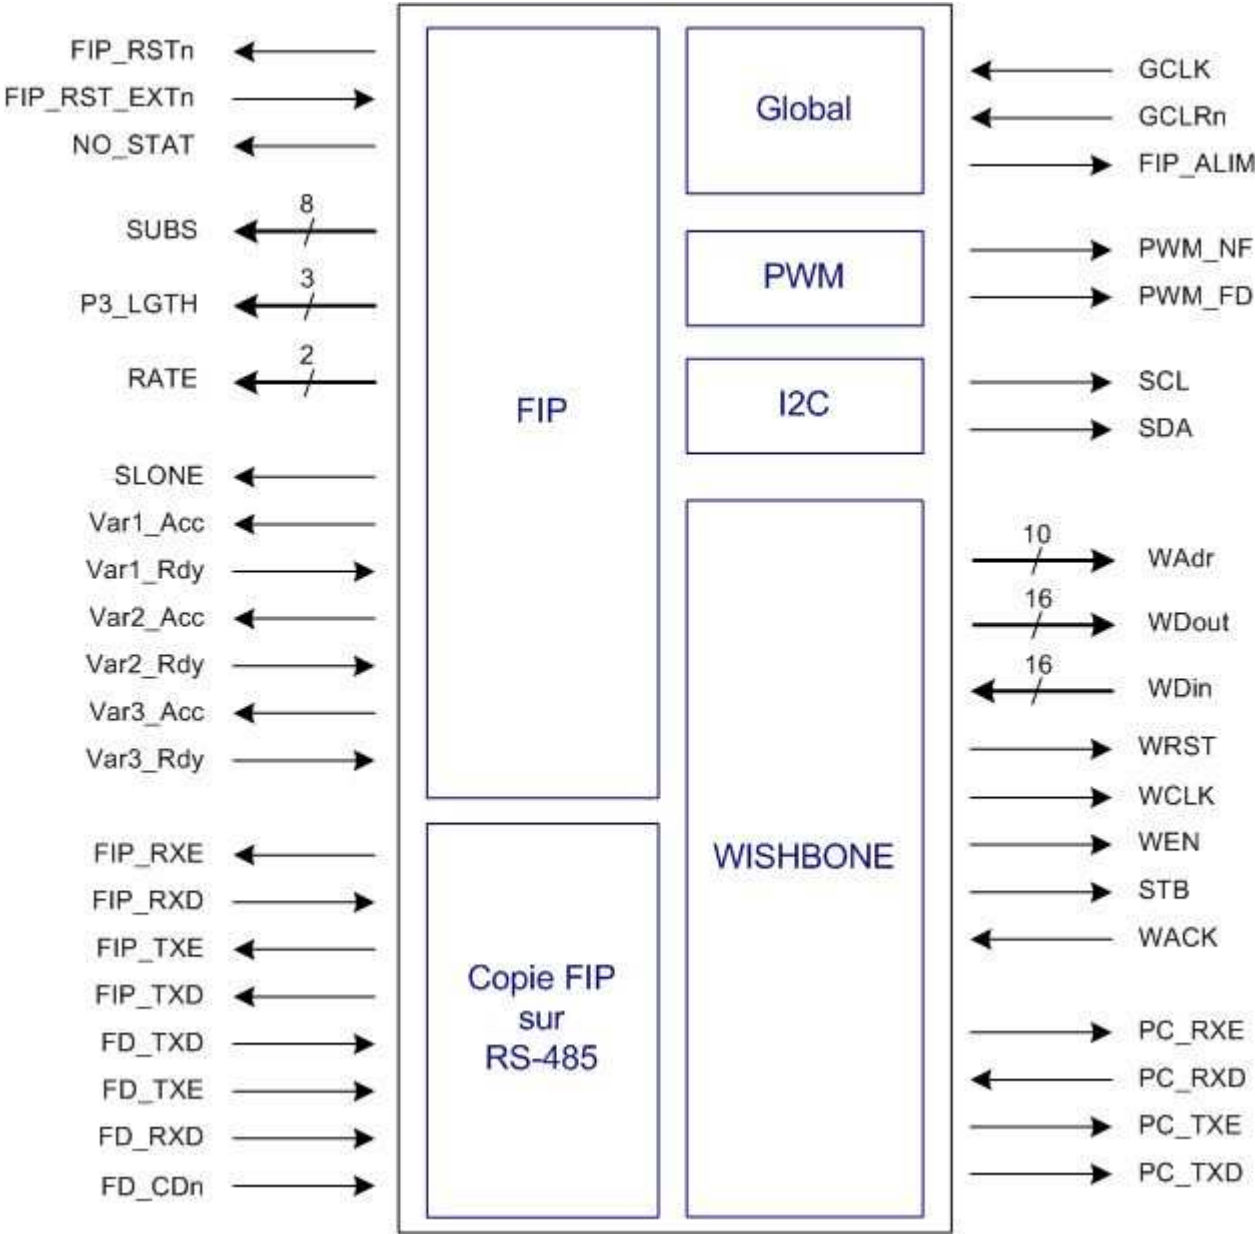 FIP_RSTn
FIP_RST_EXTn
NO_STAT
8
SUBS
3
P3_LGTH
2
RATE
SLONE
Var1_Acc
Var1_Rdy
Var2_Acc
Var2_Rdy
Var3_Acc
Var3_Rdy
FIP_RXE
FIP_RXD
FIP_TXE
FIP_TXD
FD_TXD
FD_TXE
FD_RXD
FD_CDn
FIP
Copie FIP
sur
RS-485
Global
PWM
I2C
WISHBONE
GCLK
GCLRn
FIP_ALIM
PWM_NF
PWM_FD
SCL
SDA
10
WAdr
16
WDout
16
WDin
WRST
WCLK
WEN
STB
WACK
PC_RXE
PC_RXD
PC_TXE
PC_TXD